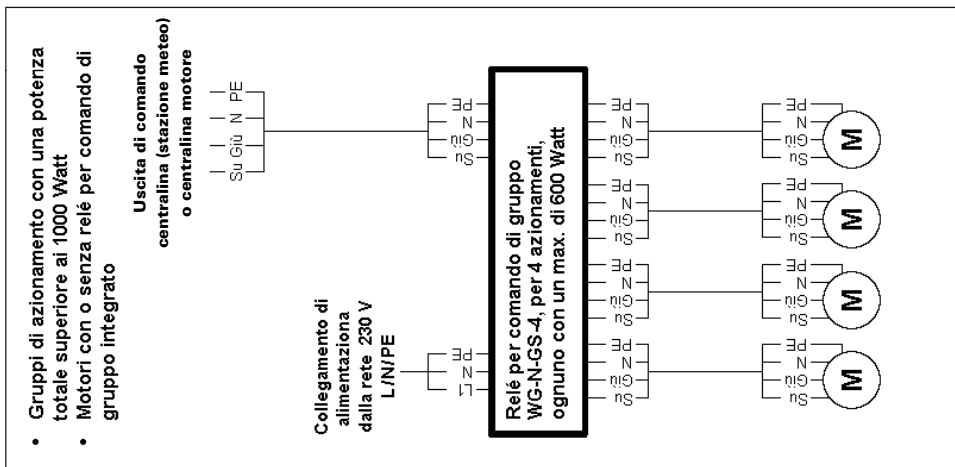 • Gruppi di azionamento con una potenza
totale superiore ai 1000 Watt
• Motori con o senza relé per comando di
gruppo integrato
Uscita di comando
centralina (stazione meteo)
o centralina motore
Su Giù N PE
Su Giù N PE
Collegamento di
alimentazione
dalla rete 230 V
L/N/PE
L1 N PE
Relé per comando di gruppo
WG-N-GS-4, per 4 azionamenti,
ognuno con un max. di 600 Watt
Su Giù N PE
Su Giù N PE
Su Giù N PE
Su Giù N PE
Su Giù N PE
M
Su Giù N PE
M
Su Giù N PE
M
Su Giù N PE
M